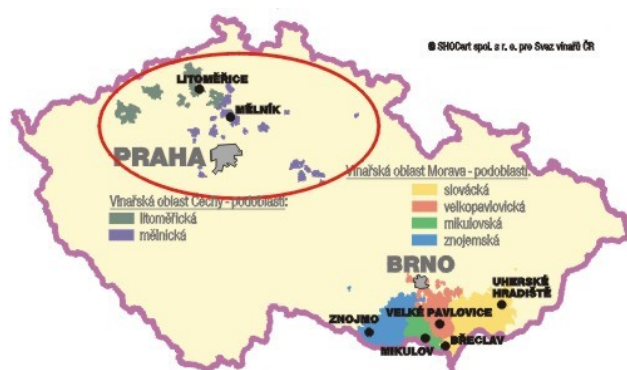 © SHOCart spol. s r. o. pro Svaz vinařů ČR
LITOMĚŘICE
MĚLNÍK
PRAHA
Vinařská oblast Čechy - podoblasti:
litoměřická
mělnická
Vinařská oblast Morava - podoblasti:
slovácká
velkopavlovická
mikulovská
znojemská
BRNO
UHERSKÉ
HRADIŠTĚ
ZNOJMO
VELKÉ PAVLOVICE
MIKULOV
BŘECLAV